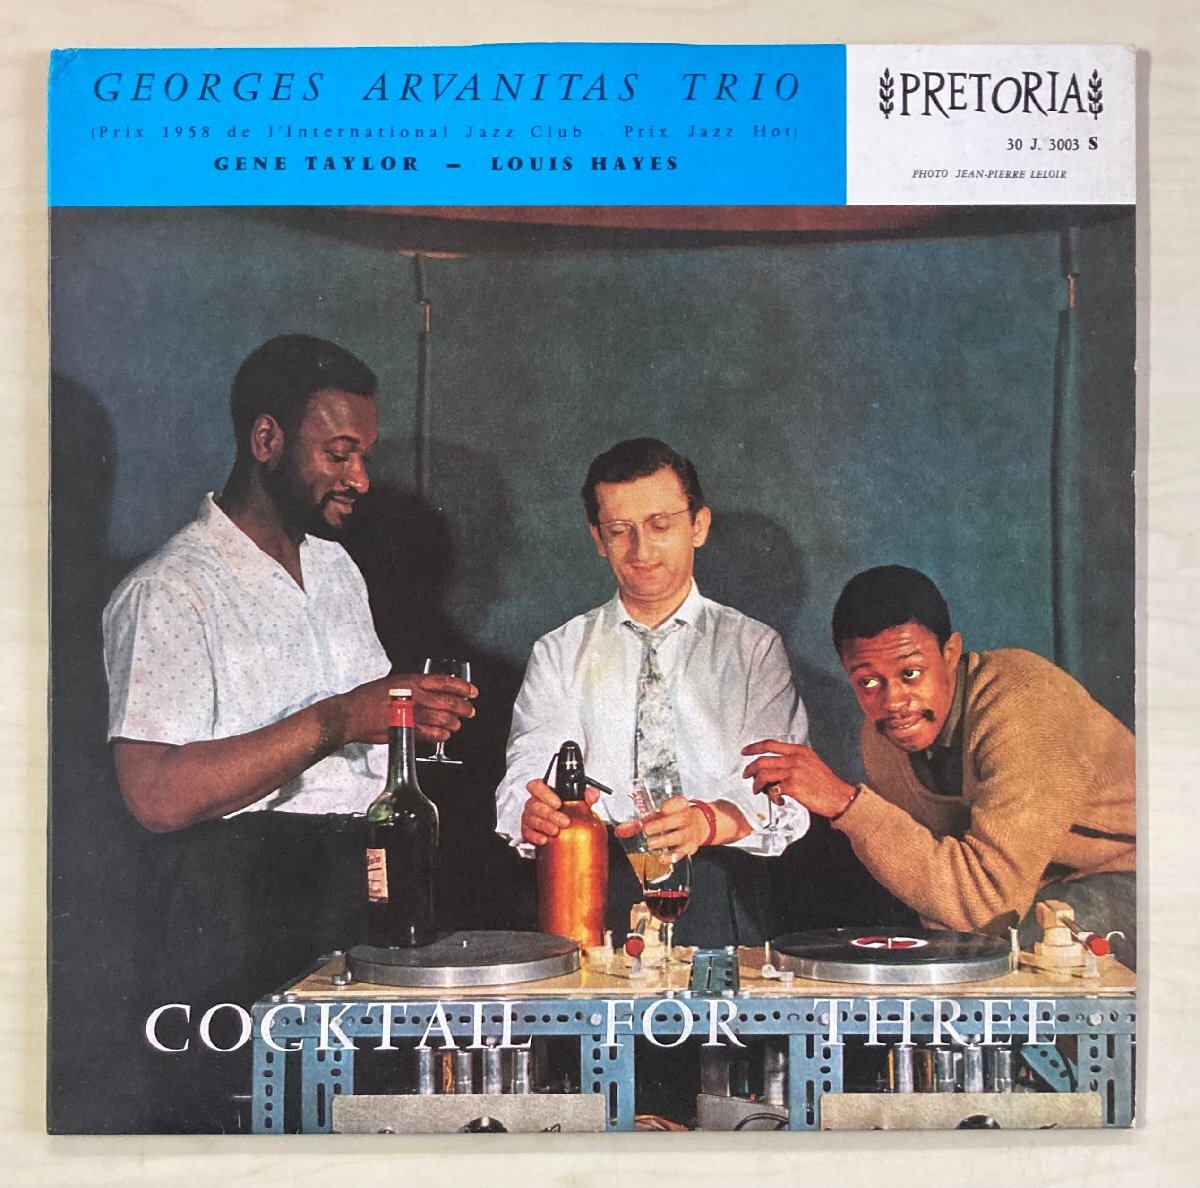 GEORGES ARVANITAS TRIO
(Prix 1958 de l'International Jazz Club - Prix Jazz Hot)
GENE TAYLOR – LOUIS HAYES
PRETORIA
30 J. 3003 S
PHOTO JEAN-PIERRE LELOIR
COCKTAIL FOR THREE